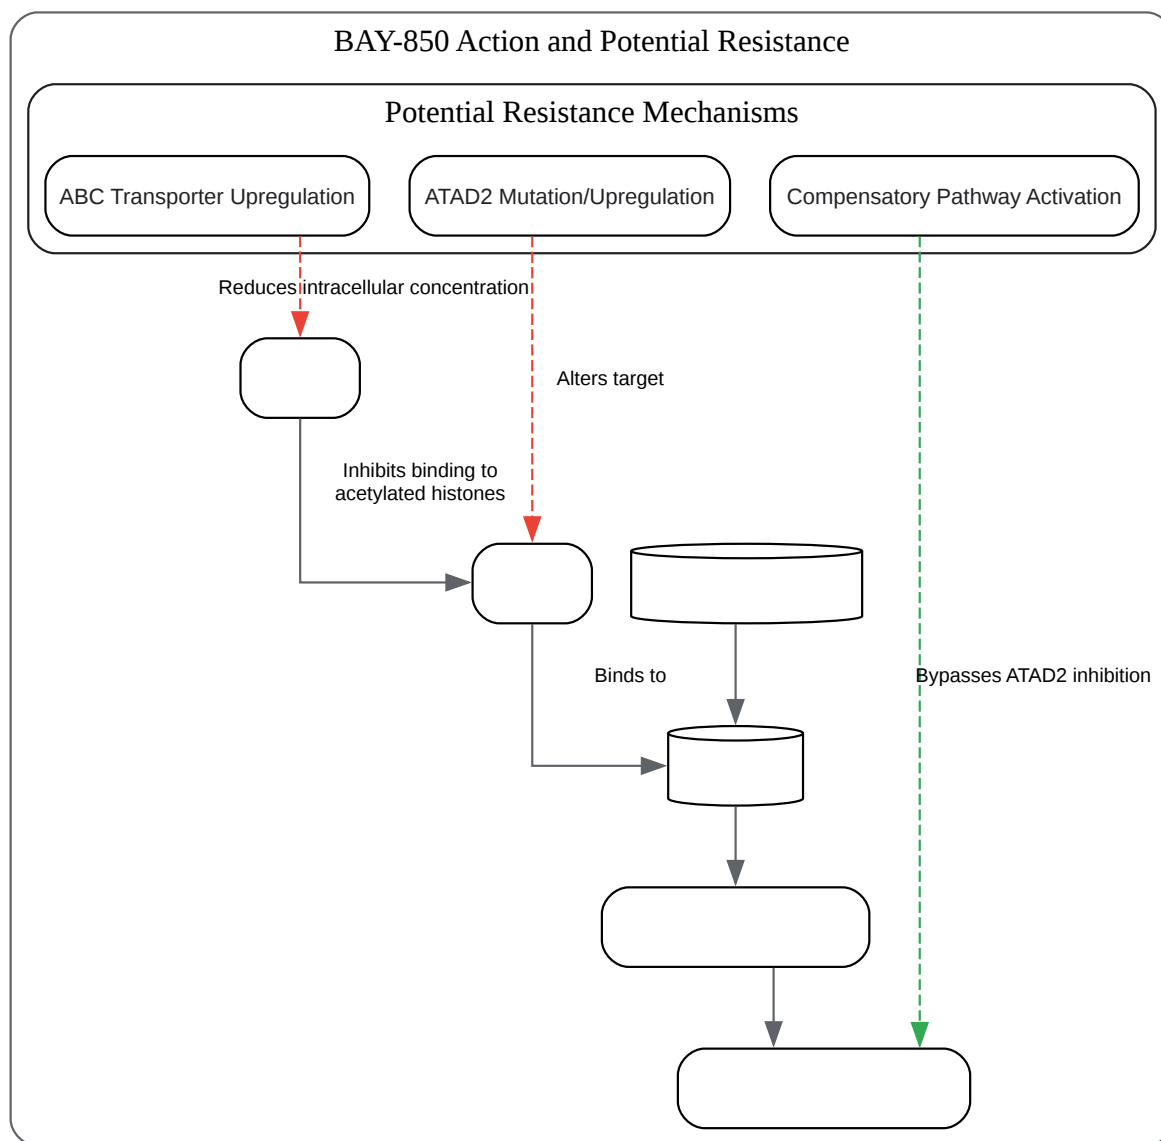 BAY-850 Action and Potential Resistance
Potential Resistance Mechanisms
ABC Transporter Upregulation
ATAD2 Mutation/Upregulation
Compensatory Pathway Activation
Reduces intracellular concentration
Alters target
Inhibits binding to
acetylated histones
Binds to
Bypasses ATAD2 inhibition